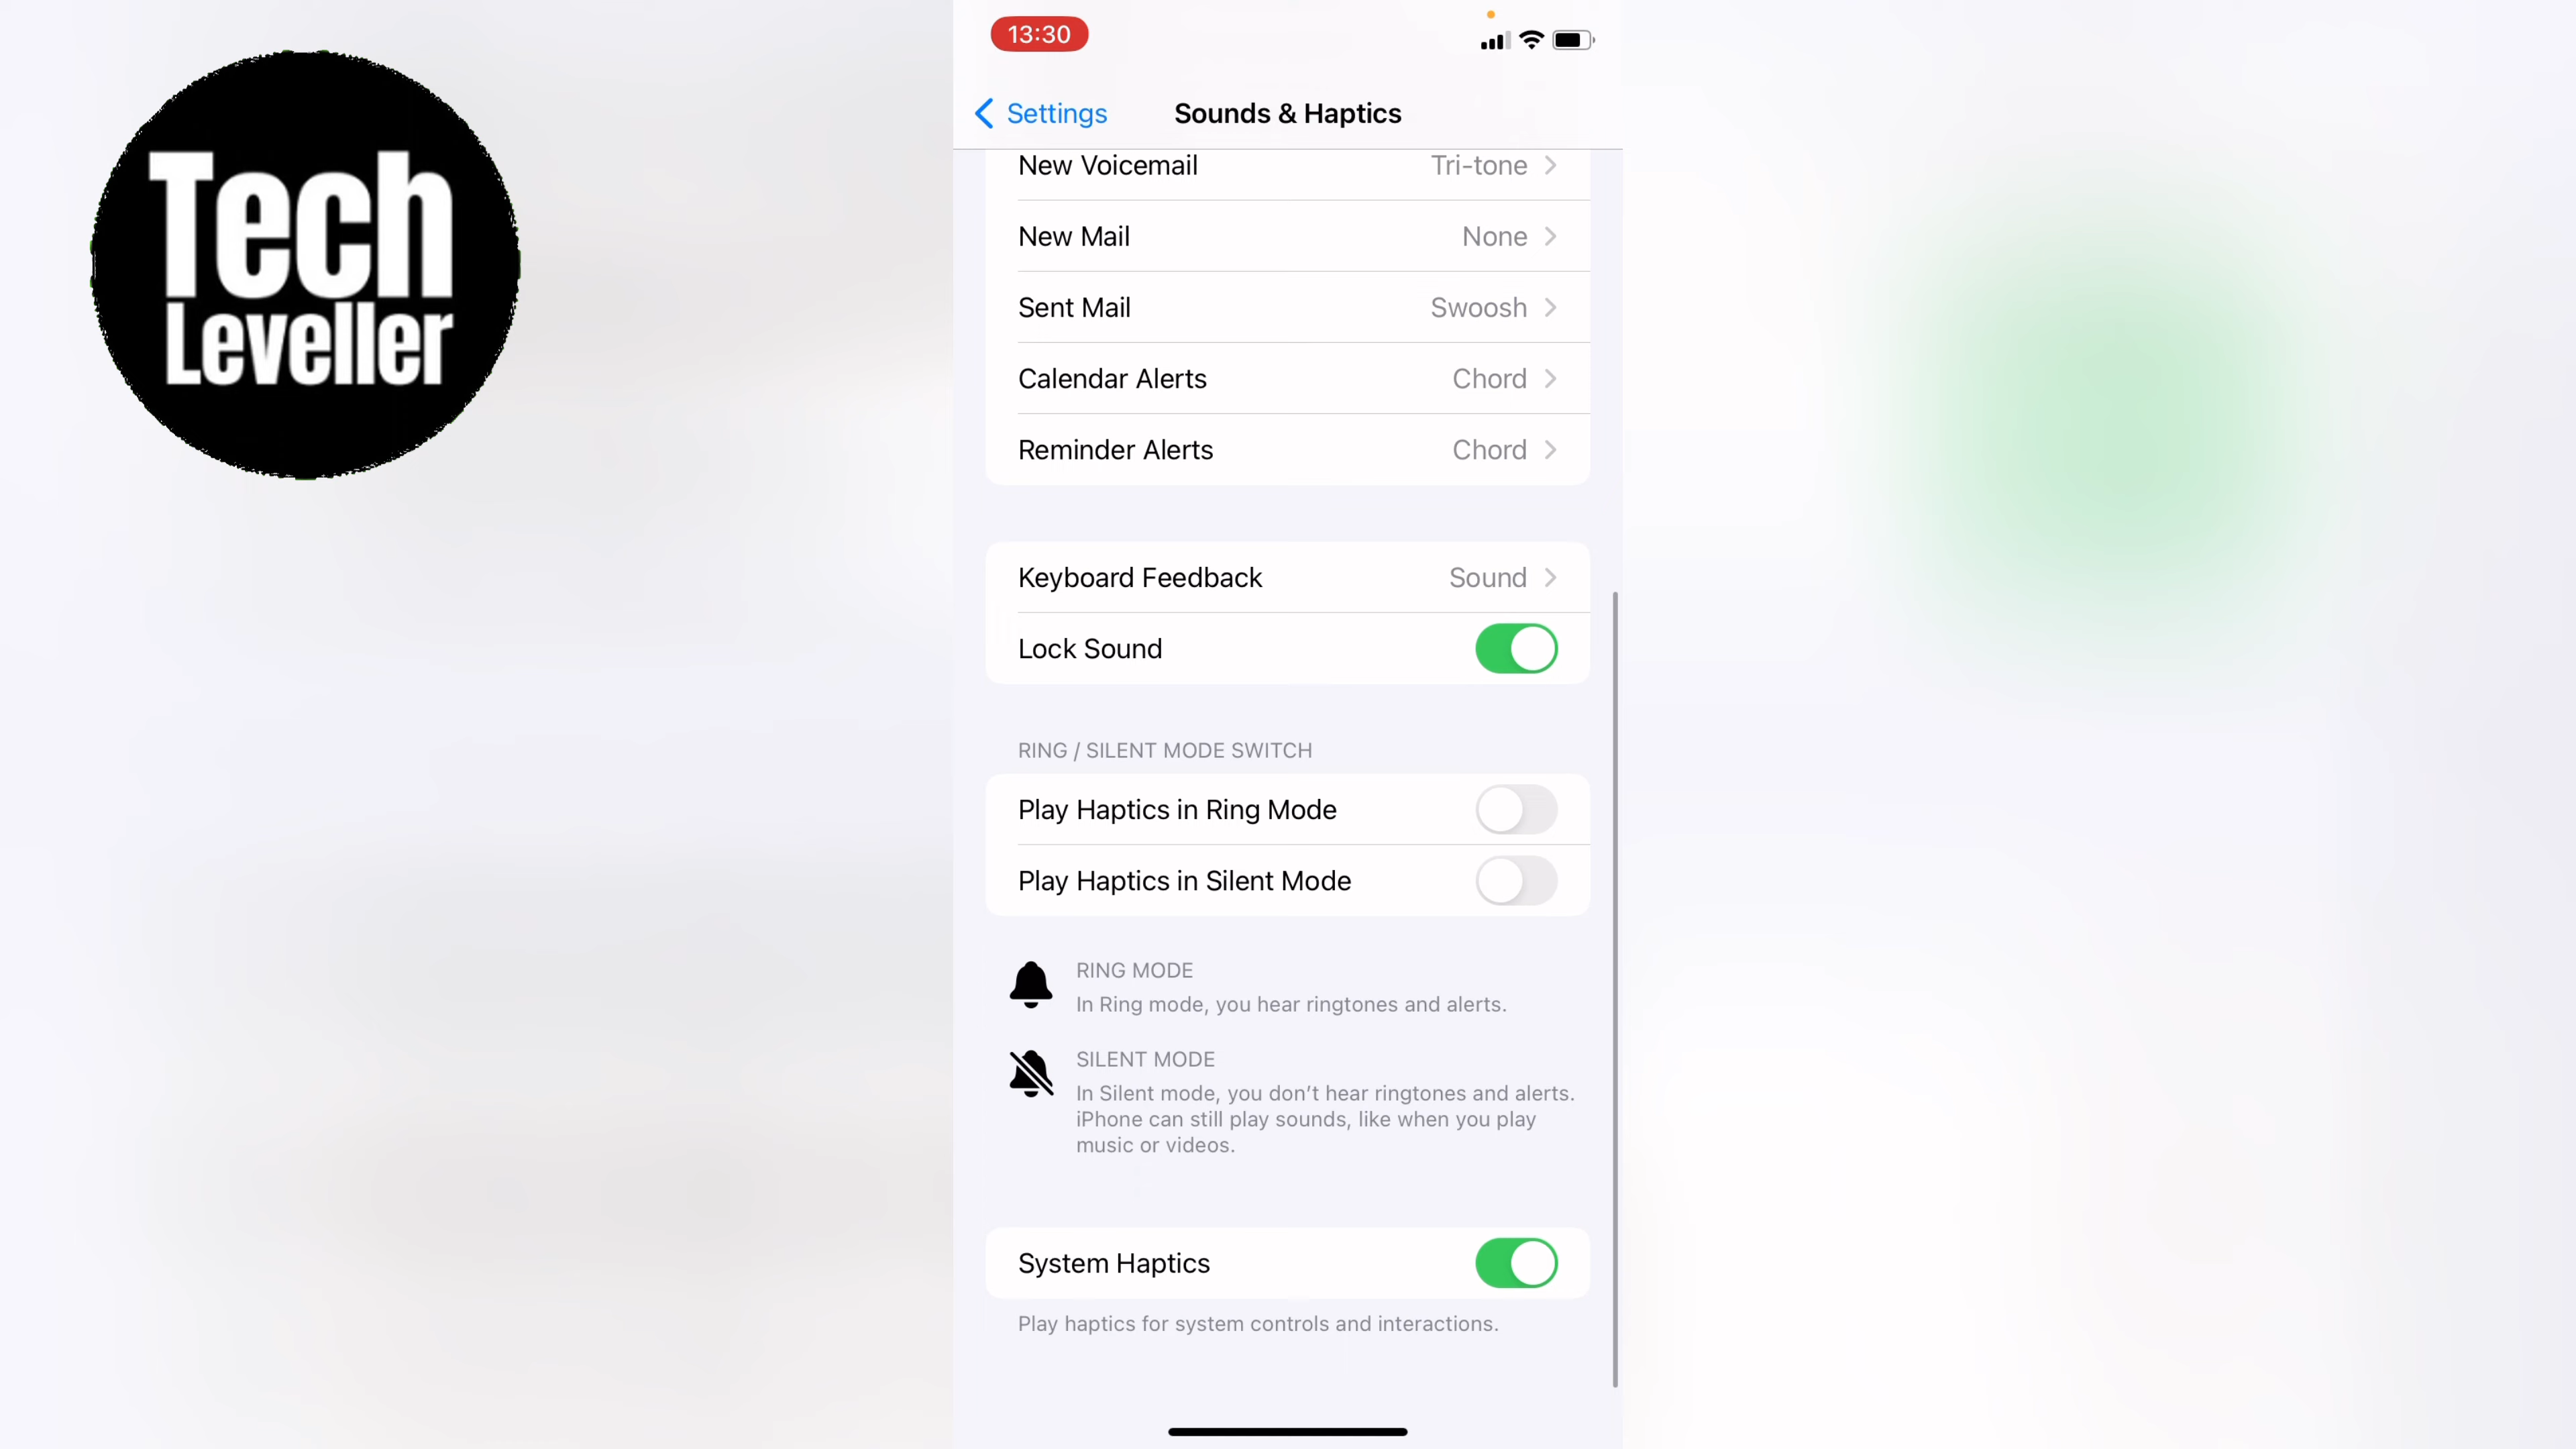 Tech
Leveller
13:30
Settings
Sounds & Haptics
New Voicemail Tri-tone
New Mail None
Sent Mail Swoosh
Calendar Alerts Chord
Reminder Alerts Chord
Keyboard Feedback Sound
Lock Sound
RING / SILENT MODE SWITCH
Play Haptics in Ring Mode
Play Haptics in Silent Mode
RING MODE
In Ring mode, you hear ringtones and alerts.
SILENT MODE
In Silent mode, you don’t hear ringtones and alerts.
iPhone can still play sounds, like when you play
music or videos.
System Haptics
Play haptics for system controls and interactions.